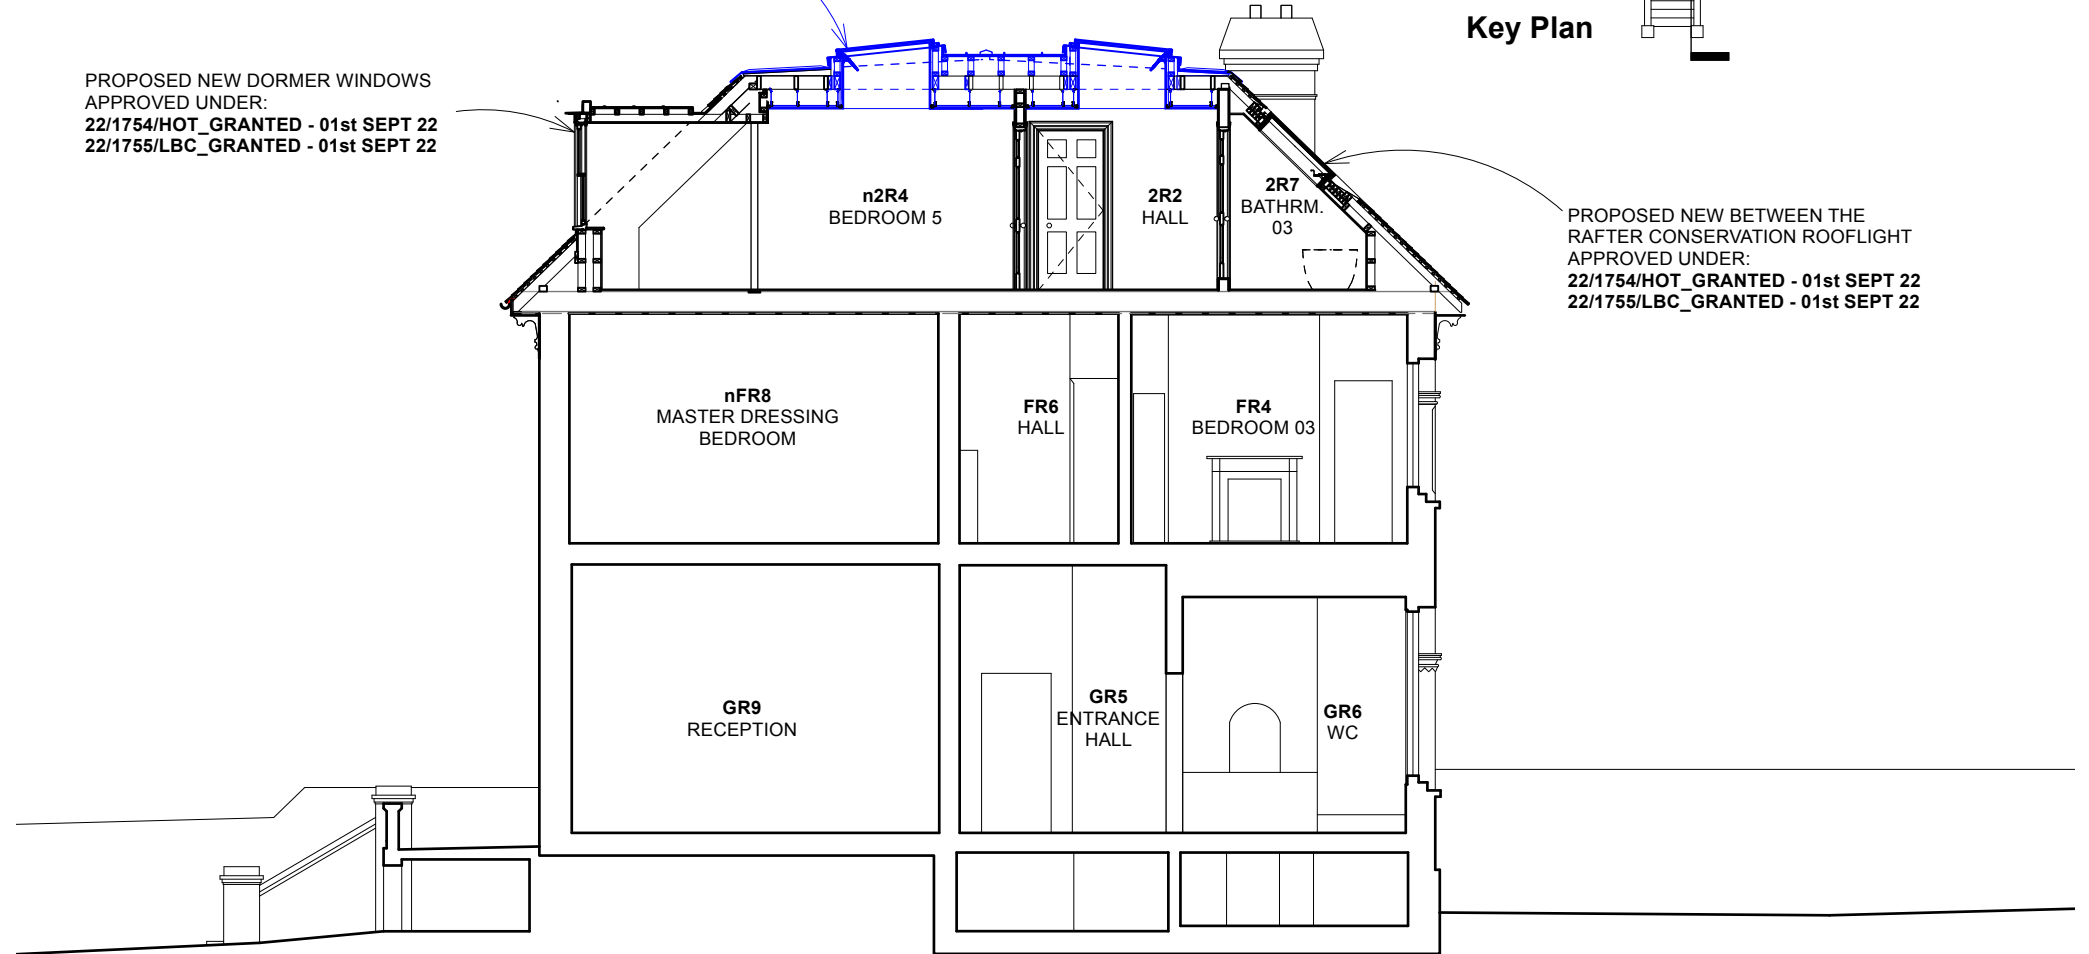 Key Plan
PROPOSED NEW DORMER WINDOWS
APPROVED UNDER:
22/1754/HOT_GRANTED - 01st SEPT 22
22/1755/LBC_GRANTED - 01st SEPT 22
n2R4
BEDROOM 5
2R2
HALL
2R7
BATHRM.
03
PROPOSED NEW BETWEEN THE
RAFTER CONSERVATION ROOFLIGHT
APPROVED UNDER:
22/1754/HOT_GRANTED - 01st SEPT 22
22/1755/LBC_GRANTED - 01st SEPT 22
nFR8
MASTER DRESSING
BEDROOM
FR6
HALL
FR4
BEDROOM 03
GR9
RECEPTION
GR5
ENTRANCE
HALL
GR6
WC